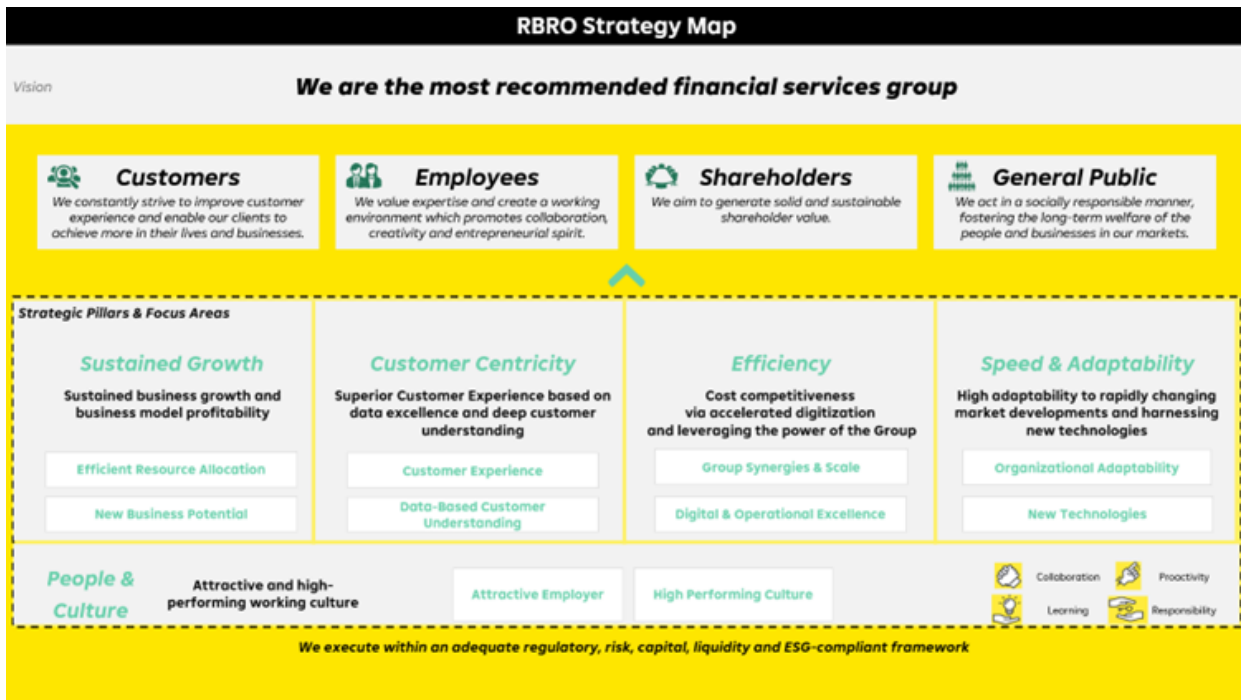 RBRO Strategy Map
Vision
We are the most recommended financial services group
Customers
We constantly strive to improve customer
experience and enable our clients to
achieve more in their lives and businesses.
Employees
We value expertise and create a working
environment which promotes collaboration,
creativity and entrepreneurial spirit.
Shareholders
We aim to generate solid and sustainable
shareholder value.
General Public
We act in a socially responsible manner,
fostering the long-term welfare of the
people and businesses in our markets.
Strategic Pillars & Focus Areas
Sustained Growth
Sustained business growth and
business model profitability
Efficient Resource Allocation
New Business Potential
Customer Centricity
Superior Customer Experience based on
data excellence and deep customer
understanding
Customer Experience
Data-Based Customer
Understanding
Efficiency
Cost competitiveness
via accelerated digitization
and leveraging the power of the Group
Group Synergies & Scale
Digital & Operational Excellence
Speed & Adaptability
High adaptability to rapidly changing
market developments and harnessing
new technologies
Organizational Adaptability
New Technologies
People &
Culture
Attractive and high-
performing working culture
Attractive Employer
High Performing Culture
Collaboration
Proactivity
Learning
Responsibility
We execute within an adequate regulatory, risk, capital, liquidity and ESG-compliant framework